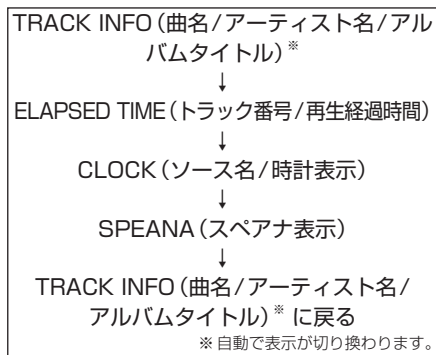 TRACK INFO（曲名/アーティスト名/アル
バムタイトル）※
↓
ELAPSED TIME（トラック番号/再生経過時間）
↓
CLOCK（ソース名/時計表示）
↓
SPEANA（スペアナ表示）
↓
TRACK INFO（曲名/アーティスト名/
アルバムタイトル）※ に戻る
※ 自動で表示が切り換わります。